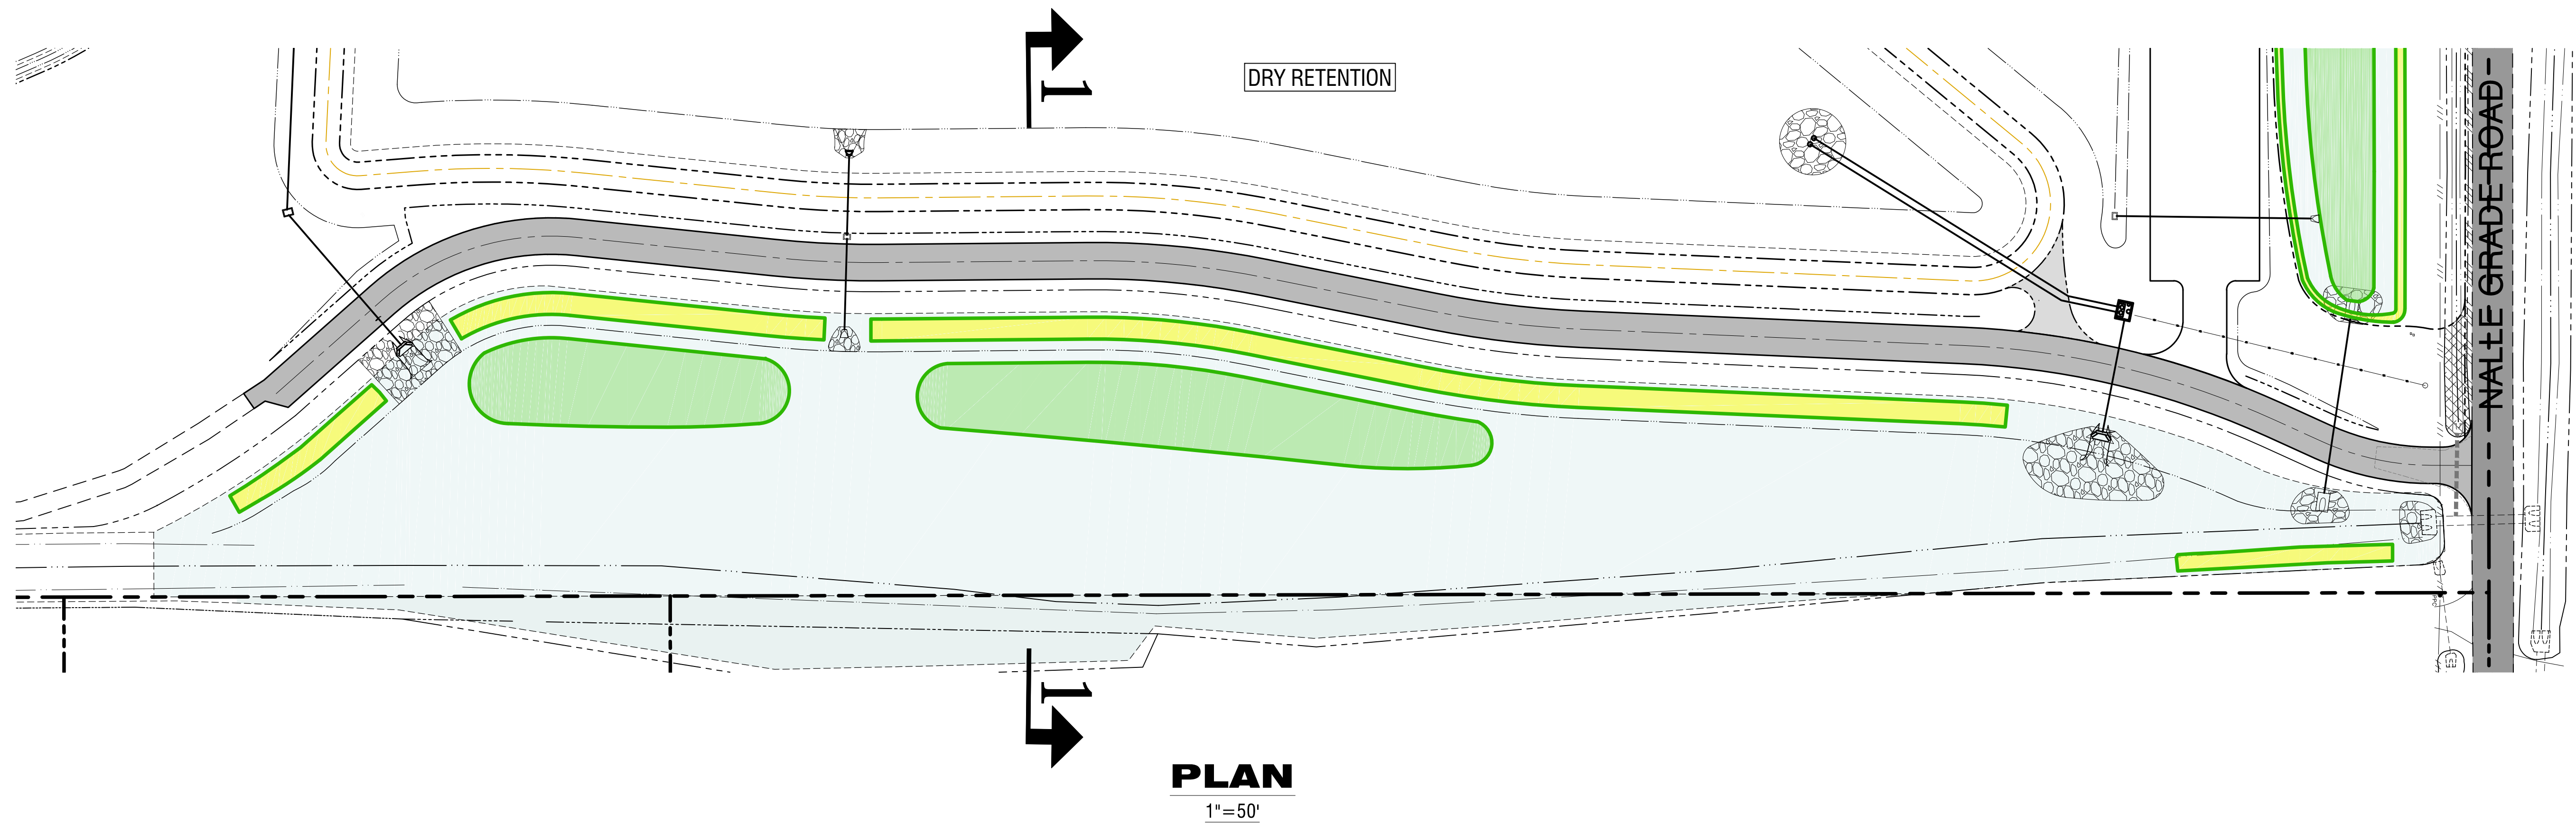 1
DRY RETENTION
NALLE GRADE ROAD
1
PLAN
1"=50'